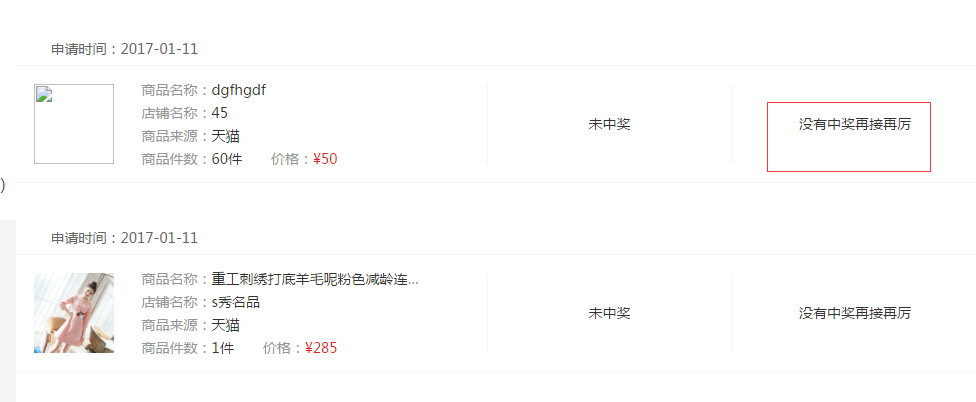 申请时间：2017-01-11
商品名称：dgfhgdf
店铺名称：45
商品来源：天猫
商品件数：60件 价格：¥50
未中奖
没有中奖再接再厉
)
申请时间：2017-01-11
商品名称：重工刺绣打底羊毛呢粉色减龄连...
店铺名称：s秀名品
商品来源：天猫
商品件数：1件 价格：¥285
未中奖
没有中奖再接再厉